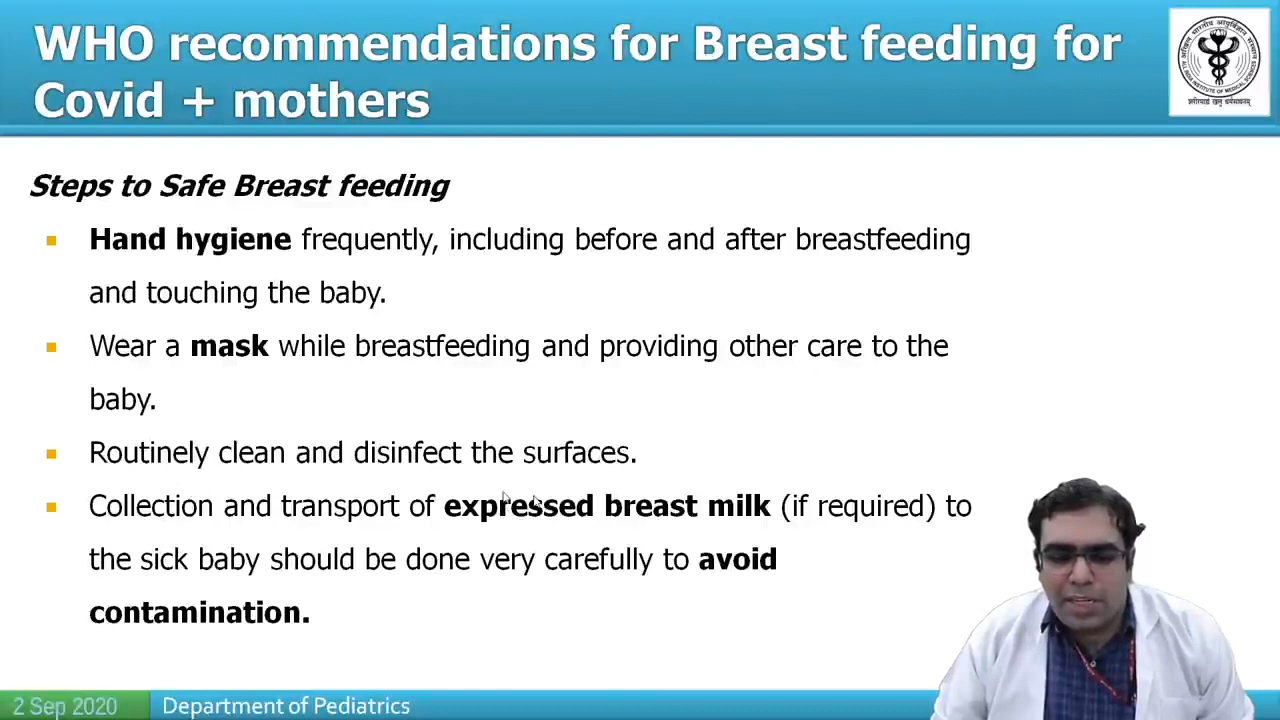 WHO recommendations for Breast feeding for
Covid + mothers
Steps to Safe Breast feeding
Hand hygiene frequently, including before and after breastfeeding
and touching the baby.
Wear a mask while breastfeeding and providing other care to the
baby.
Routinely clean and disinfect the surfaces.
Collection and transport of expressed breast milk (if required) to
the sick baby should be done very carefully to avoid
contamination.
2 Sep 2020
Department of Pediatrics